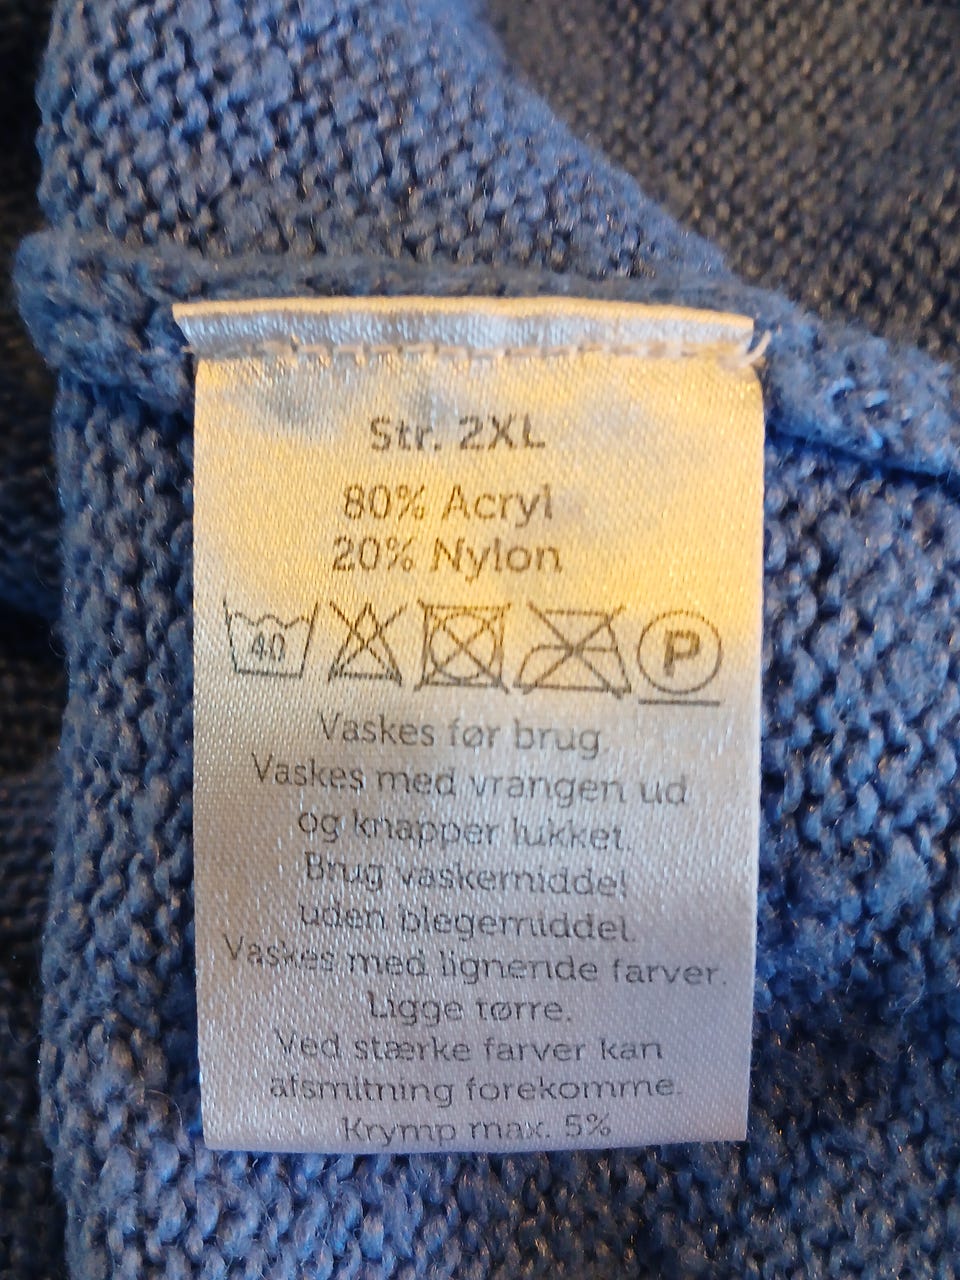 Str. 2XL
80% Acryl
20% Nylon
40 P
Vaskes før brug.
Vaskes med vrangen ud
og knapper lukket.
Brug vaskemiddel
uden blegemiddel.
Vaskes med lignende farver.
Ligge tørre.
Ved stærke farver kan
afsmitning forekomme.
Krymp max. 5%